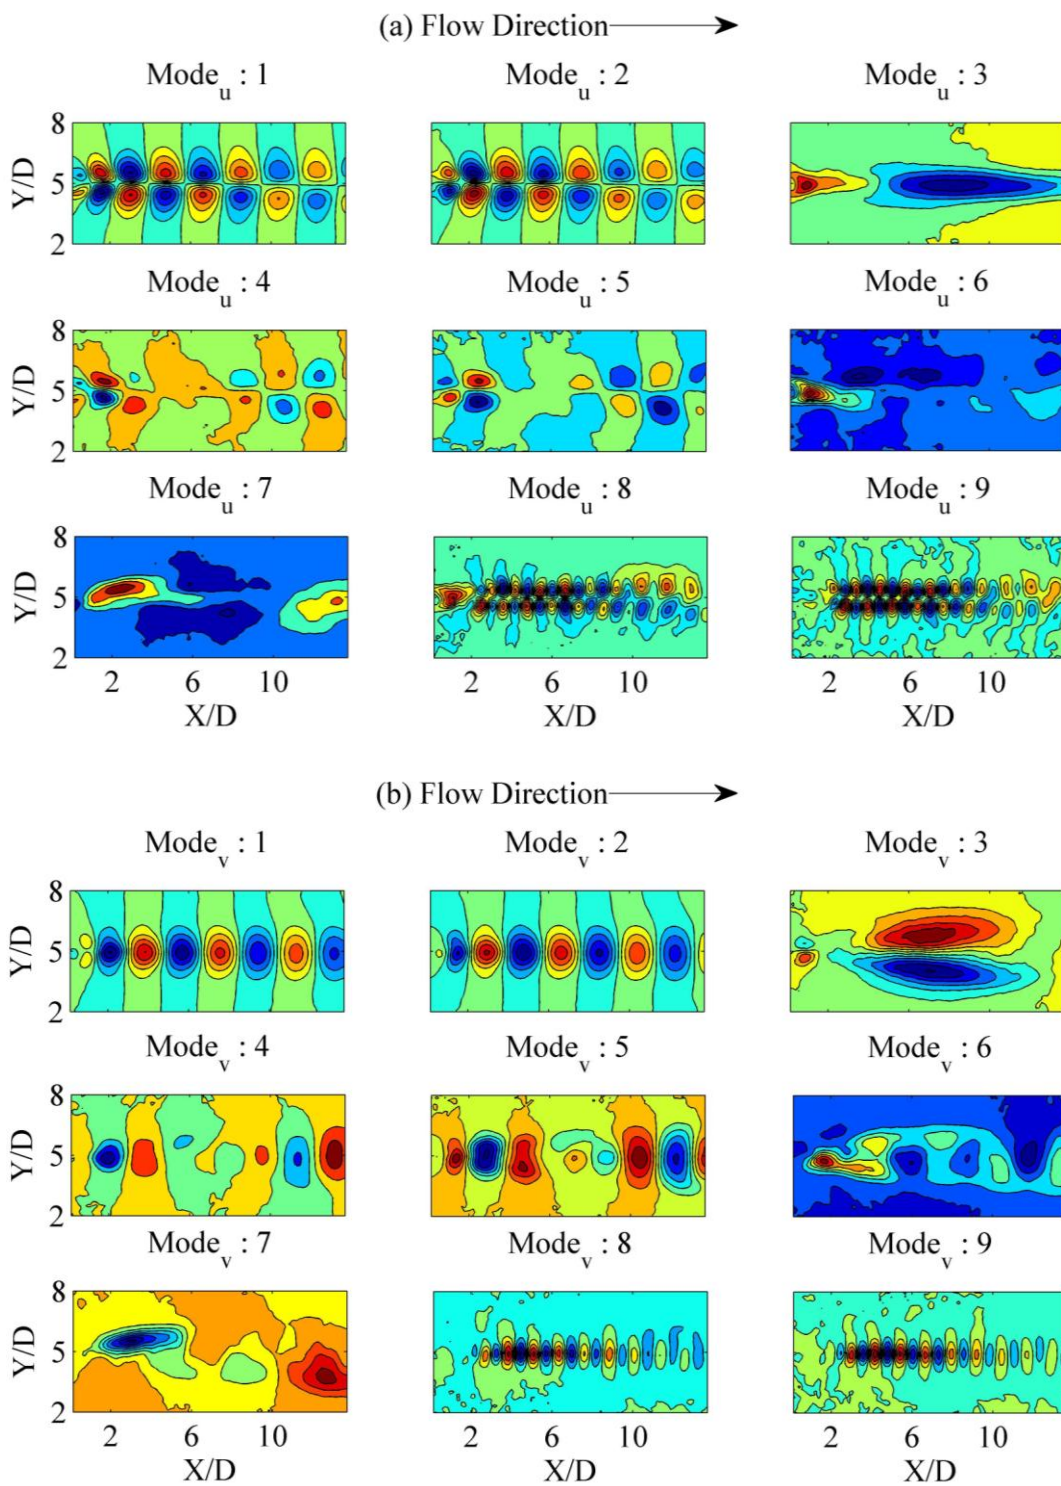 (a) Flow Direction
Mode_u : 1 Mode_u : 2 Mode_u : 3
8
Y/D
5
2
Mode_u : 4 Mode_u : 5 Mode_u : 6
8
Y/D
5
2
Mode_u : 7 Mode_u : 8 Mode_u : 9
8
Y/D
5
2
2 6 10 2 6 10 2 6 10
X/D X/D X/D
(b) Flow Direction
Mode_v : 1 Mode_v : 2 Mode_v : 3
8
Y/D
5
2
Mode_v : 4 Mode_v : 5 Mode_v : 6
8
Y/D
5
2
Mode_v : 7 Mode_v : 8 Mode_v : 9
8
Y/D
5
2
2 6 10 2 6 10 2 6 10
X/D X/D X/D